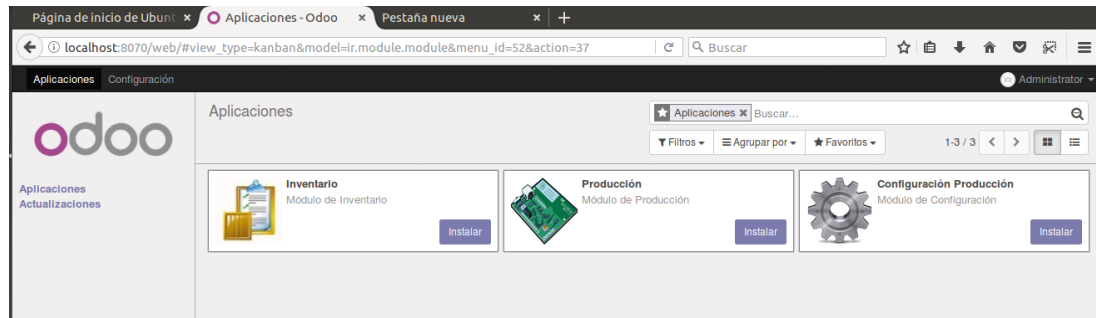 Página de inicio de Ubunt
Aplicaciones - Odoo
Pestaña nueva
localhost:8070/web/#view_type=kanban&model=ir.module.module&menu_id=52&action=37
Buscar
Aplicaciones Configuración
Administrator
odoo
Aplicaciones
Actualizaciones
Aplicaciones
Aplicaciones Buscar...
Filtros Agrupar por Favoritos
1-3 / 3
Inventario
Módulo de Inventario
Instalar
Producción
Módulo de Producción
Instalar
Configuración Producción
Módulo de Configuración
Instalar